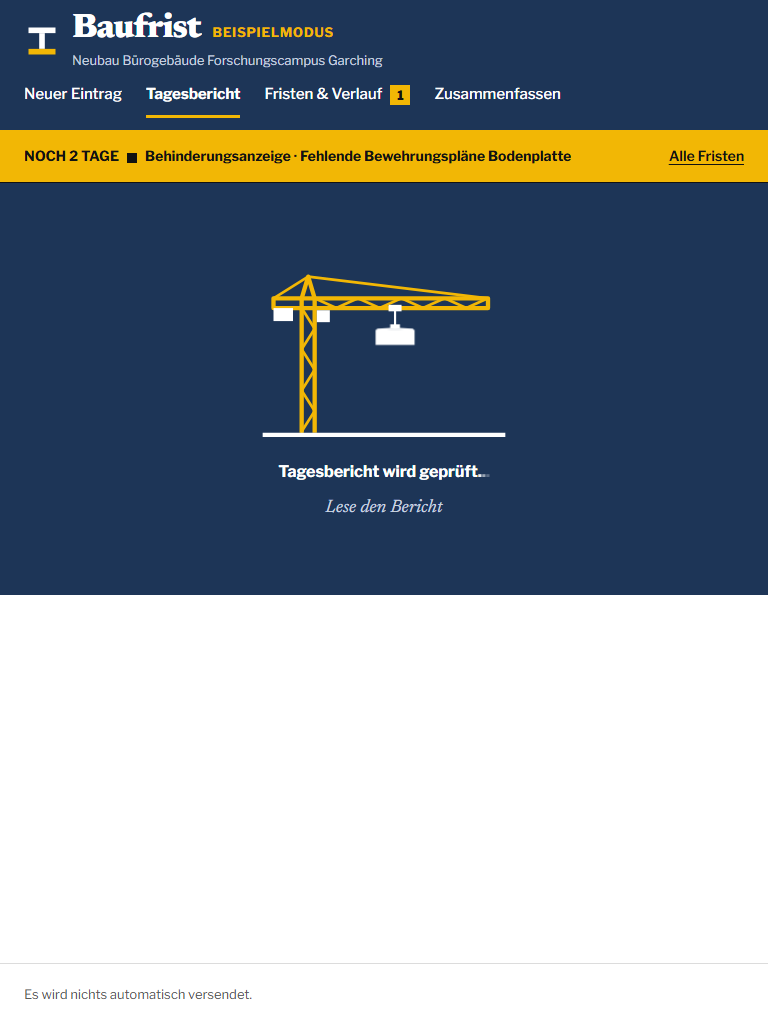 Baufrist BEISPIELMODUS
Neubau Bürogebäude Forschungscampus Garching
Neuer Eintrag Tagesbericht Fristen & Verlauf 1 Zusammenfassen
NOCH 2 TAGE ■ Behinderungsanzeige · Fehlende Bewehrungspläne Bodenplatte Alle Fristen
Tagesbericht wird geprüft...
Lese den Bericht
Es wird nichts automatisch versendet.